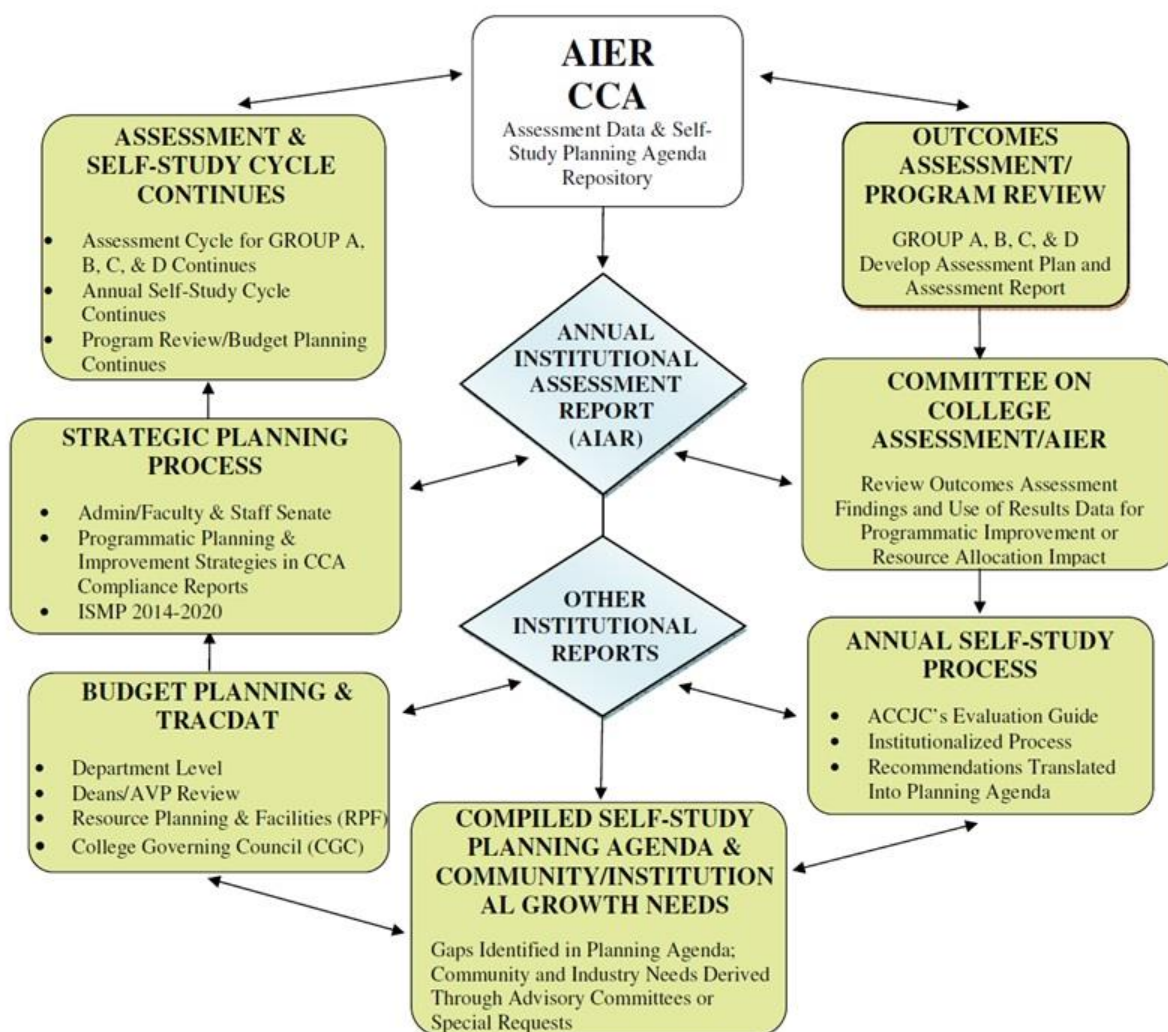 AIER
CCA
Assessment Data & Self-
Study Planning Agenda
Repository
ASSESSMENT &
SELF-STUDY CYCLE
CONTINUES
• Assessment Cycle for GROUP A,
B, C, & D Continues
• Annual Self-Study Cycle
Continues
• Program Review/Budget Planning
Continues
OUTCOMES
ASSESSMENT/
PROGRAM REVIEW
GROUP A, B, C, & D
Develop Assessment Plan and
Assessment Report
ANNUAL
INSTITUTIONAL
ASSESSMENT
REPORT
(AIAR)
STRATEGIC PLANNING
PROCESS
• Admin/Faculty & Staff Senate
• Programmatic Planning &
Improvement Strategies in CCA
Compliance Reports
• ISMP 2014-2020
COMMITTEE ON
COLLEGE
ASSESSMENT/AIER
Review Outcomes Assessment
Findings and Use of Results Data for
Programmatic Improvement or
Resource Allocation Impact
OTHER
INSTITUTIONAL
REPORTS
BUDGET PLANNING &
TRACDAT
• Department Level
• Deans/AVP Review
• Resource Planning & Facilities (RPF)
• College Governing Council (CGC)
ANNUAL SELF-STUDY
PROCESS
• ACCJC's Evaluation Guide
• Institutionalized Process
• Recommendations Translated
Into Planning Agenda
COMPILED SELF-STUDY
PLANNING AGENDA &
COMMUNITY/INSTITUTION
AL GROWTH NEEDS
Gaps Identified in Planning Agenda;
Community and Industry Needs Derived
Through Advisory Committees or
Special Requests